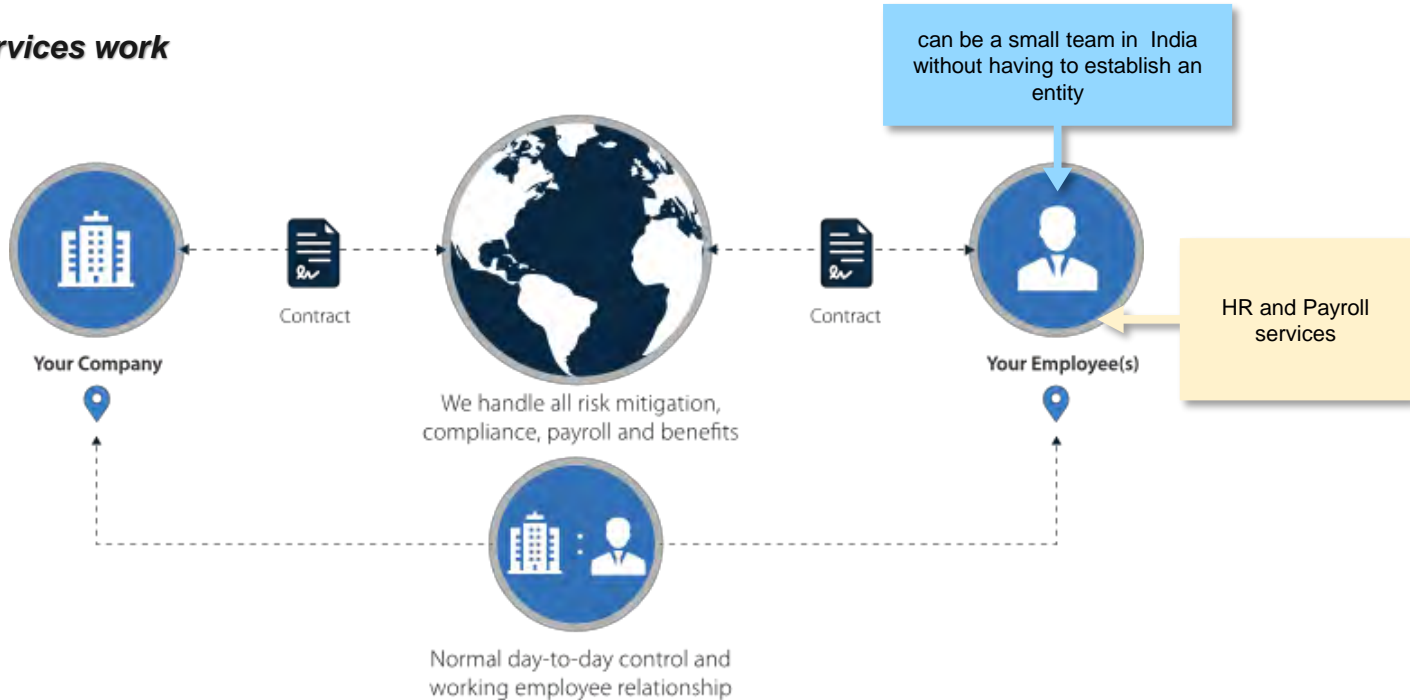 rvices work
can be a small team in India
without having to establish an
entity
Contract
Contract
HR and Payroll
services
Your Company
Your Employee(s)
We handle all risk mitigation,
compliance, payroll and benefits
Normal day-to-day control and
working employee relationship